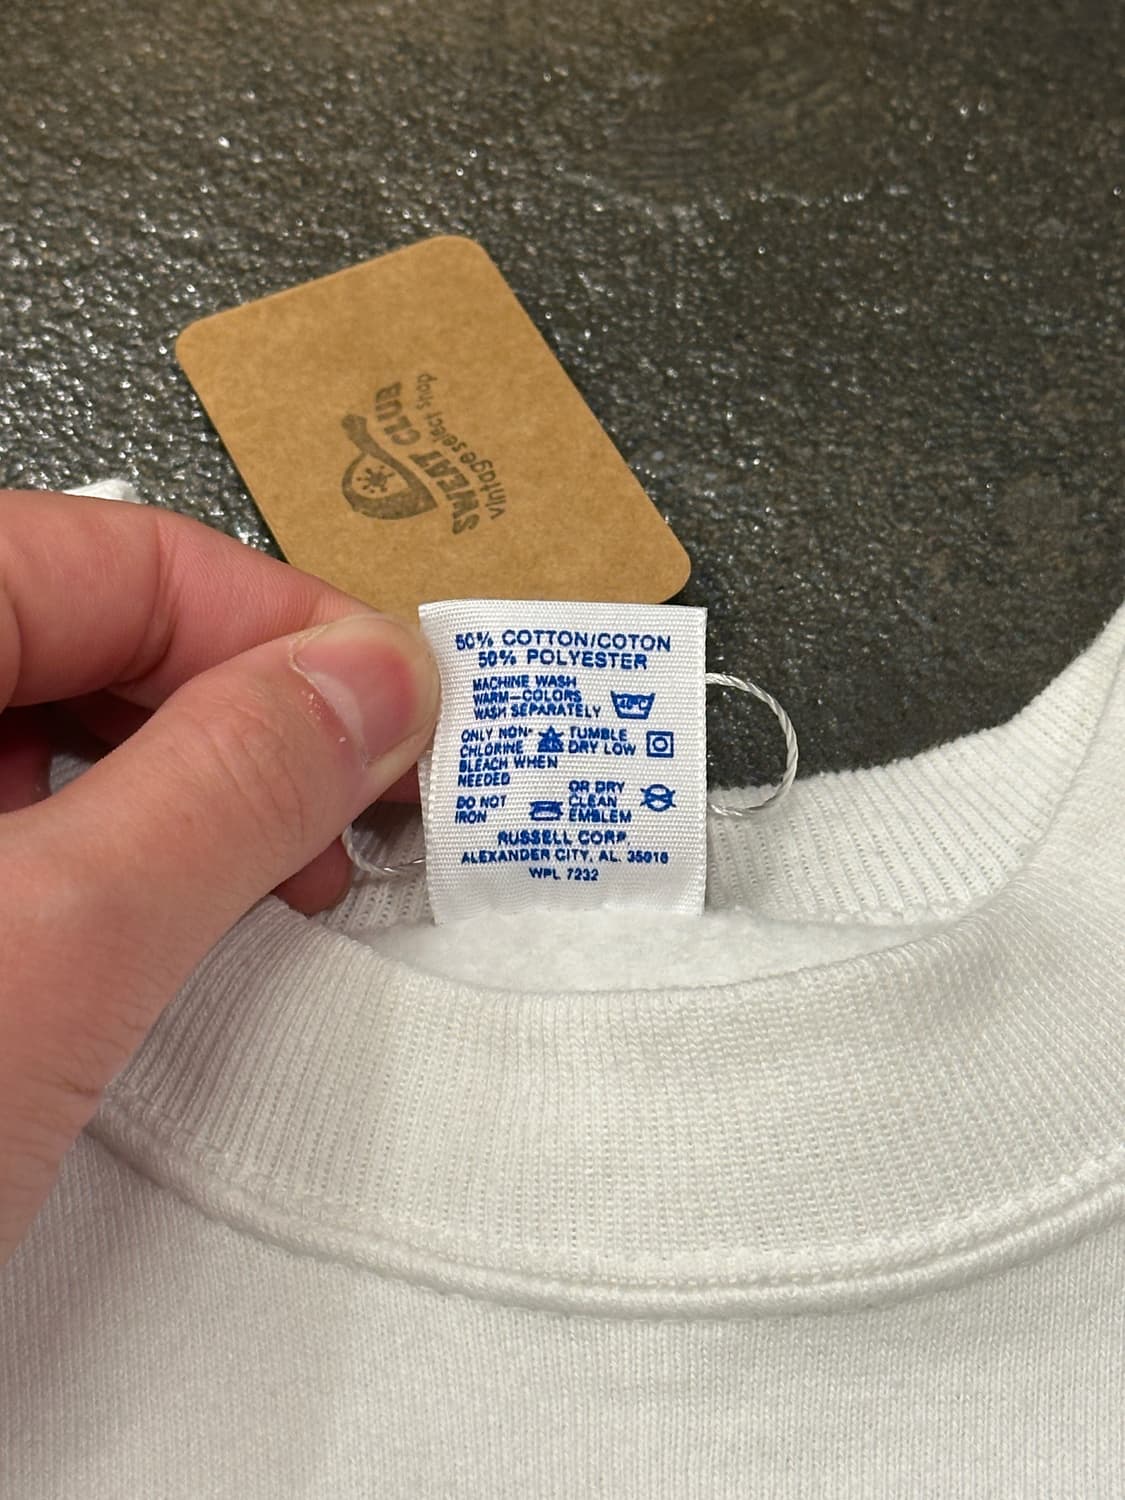 SWEAT CLUB
vintage select shop
50% COTTON/COTON
50% POLYESTER
MACHINE WASH
WARM-COLORS
WASH SEPARATELY
40°C
ONLY NON-
CHLORINE
BLEACH WHEN
NEEDED
TUMBLE
DRY LOW
DO NOT
IRON
OR DRY
CLEAN
EMBLEM
RUSSELL CORP.
ALEXANDER CITY, AL. 35010
WPL 7232